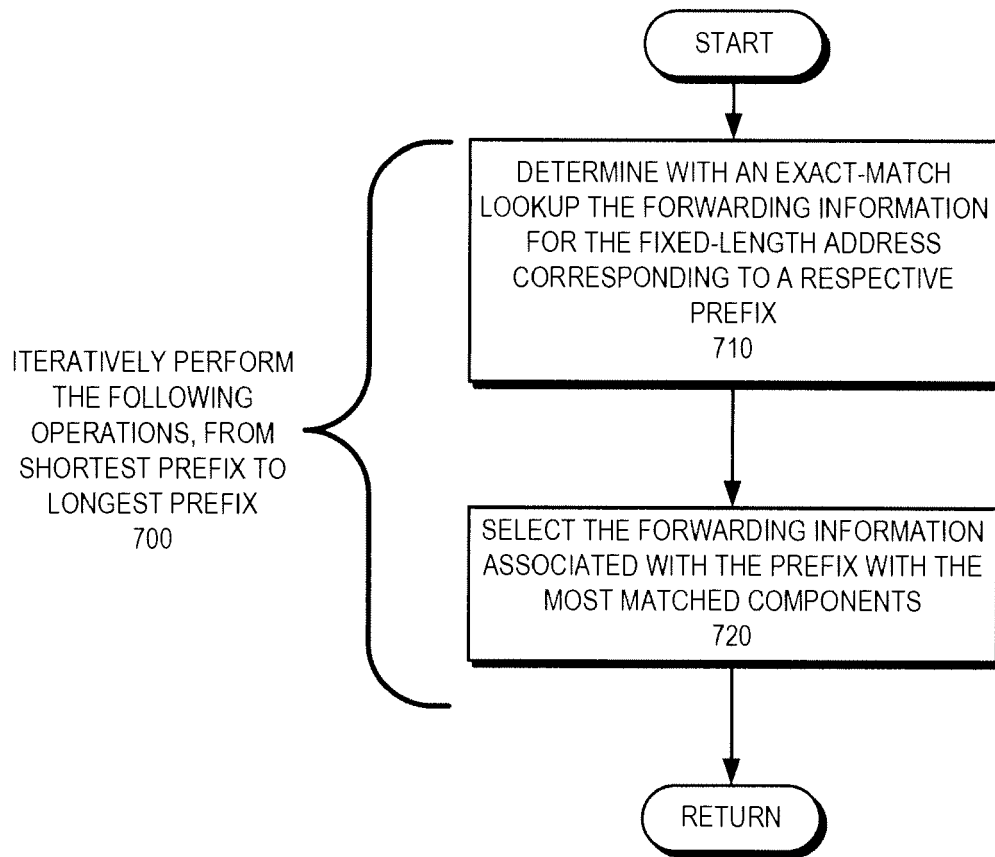 START
DETERMINE WITH AN EXACT-MATCH
LOOKUP THE FORWARDING INFORMATION
FOR THE FIXED-LENGTH ADDRESS
CORRESPONDING TO A RESPECTIVE
PREFIX
710
ITERATIVELY PERFORM
THE FOLLOWING
OPERATIONS, FROM
SHORTEST PREFIX TO
LONGEST PREFIX
700
SELECT THE FORWARDING INFORMATION
ASSOCIATED WITH THE PREFIX WITH THE
MOST MATCHED COMPONENTS
720
RETURN